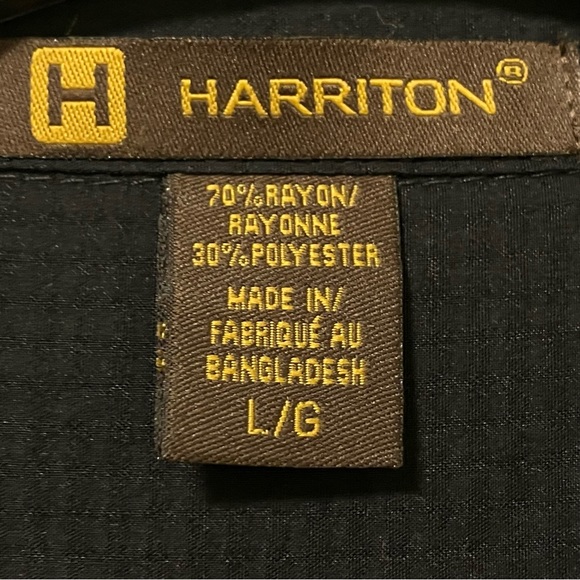 H HARRITON®
70% RAYON/
RAYONNE
30% POLYESTER
MADE IN/
FABRIQUÉ AU
BANGLADESH
L/G